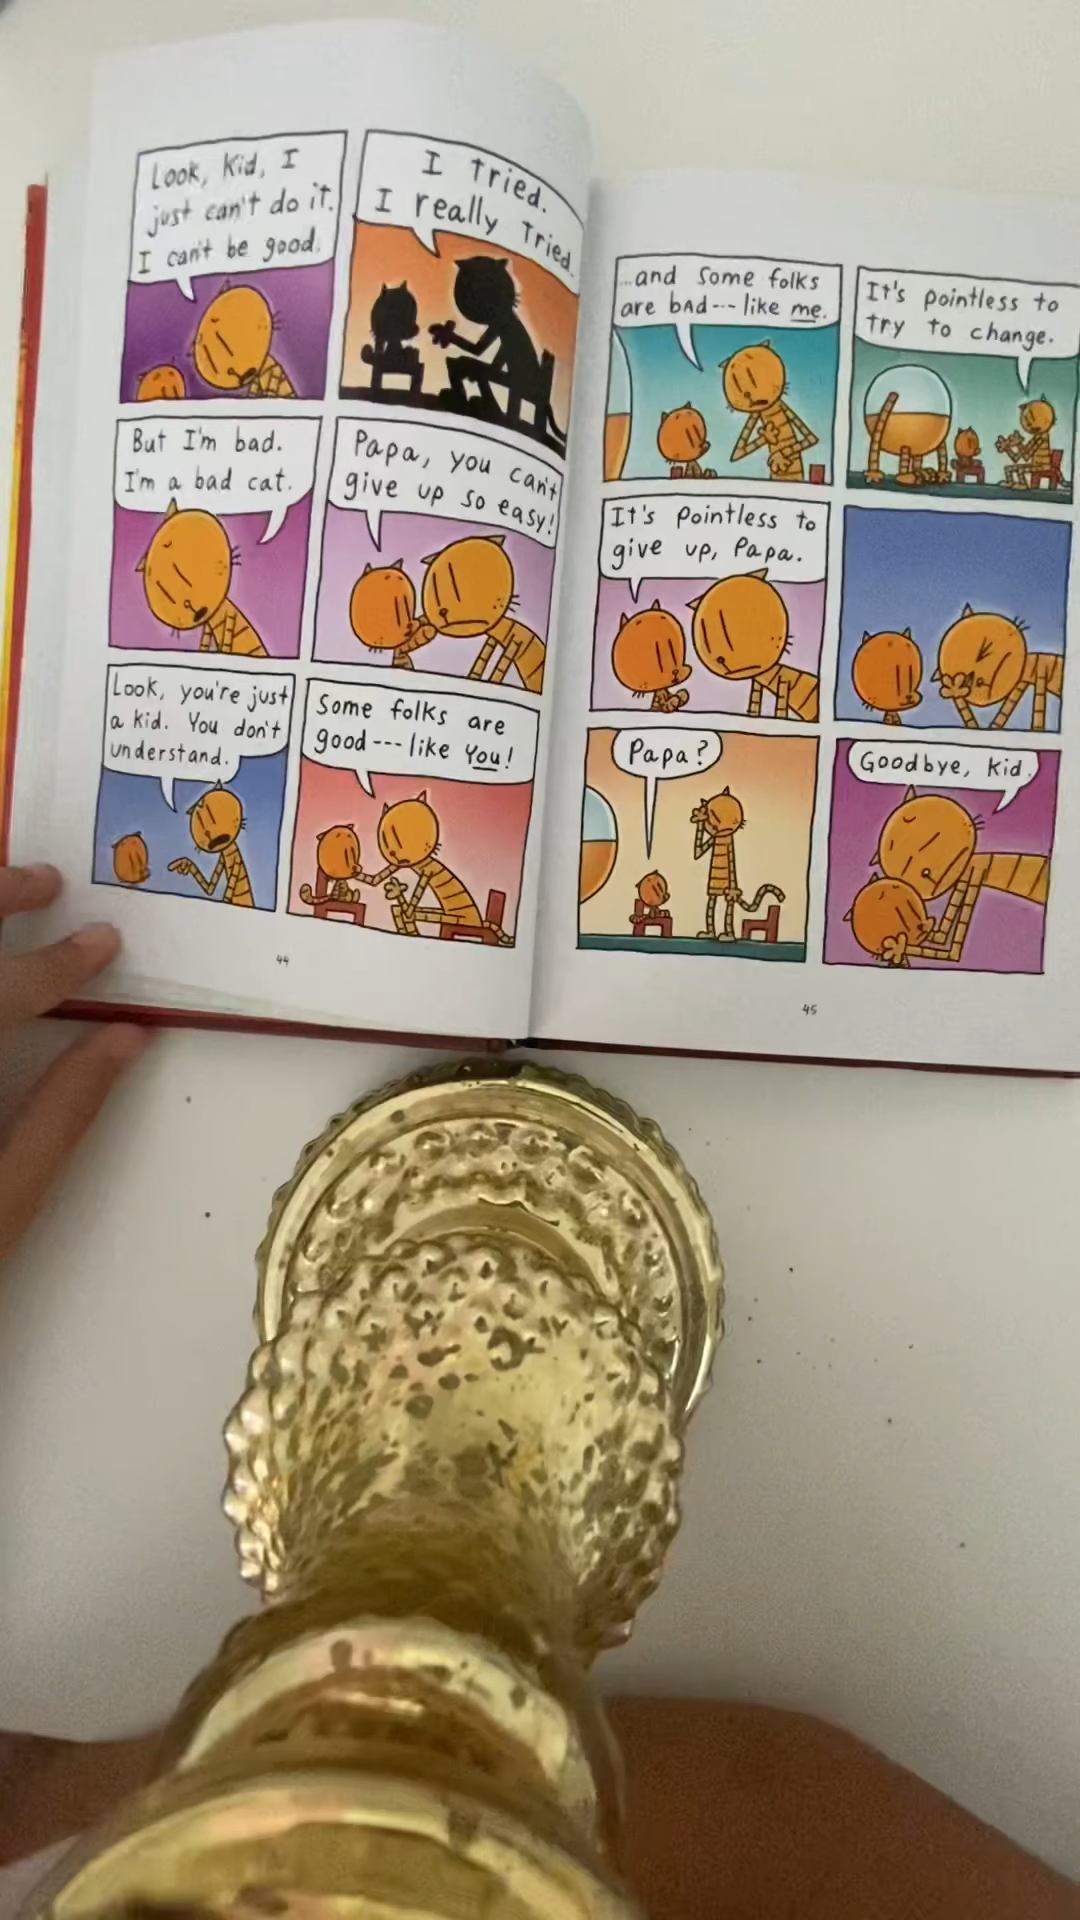 Look, Kid, I
just can't do it.
I can't be good.
I tried.
I really tried.
But I'm bad.
I'm a bad cat.
Papa, you can't
give up so easy!
Look, you're just
a kid. You don't
understand.
Some folks are
good---like You!
44
...and some folks
are bad---like me.
It's pointless to
try to change.
It's pointless to
give up, Papa.
Papa?
Goodbye, kid.
45